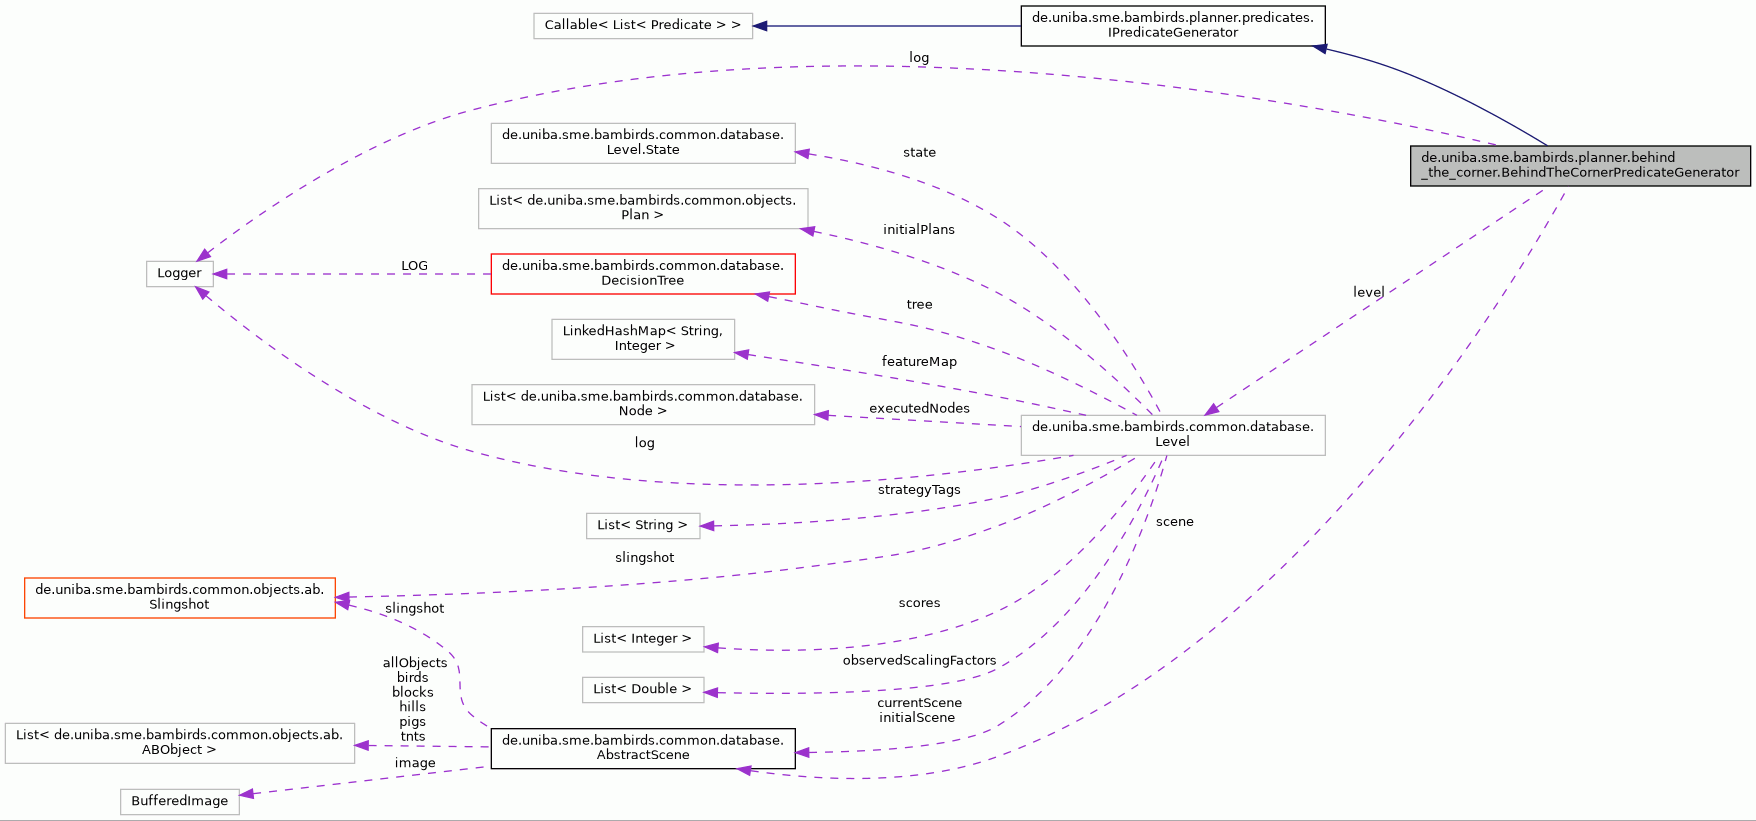 Callable< List< Predicate > >
de.uniba.sme.bambirds.planner.predicates.
IPredicateGenerator
log
de.uniba.sme.bambirds.common.database.
Level.State
state
de.uniba.sme.bambirds.planner.behind
_the_corner.BehindTheCornerPredicateGenerator
List< de.uniba.sme.bambirds.common.objects.
Plan >
initialPlans
Logger
LOG
de.uniba.sme.bambirds.common.database.
DecisionTree
tree
level
LinkedHashMap< String,
Integer >
featureMap
List< de.uniba.sme.bambirds.common.database.
Node >
executedNodes
de.uniba.sme.bambirds.common.database.
Level
log
strategyTags
List< String >
scene
slingshot
de.uniba.sme.bambirds.common.objects.ab.
Slingshot
slingshot
scores
List< Integer >
observedScalingFactors
List< Double >
allObjects
birds
blocks
hills
pigs
tnts
currentScene
initialScene
List< de.uniba.sme.bambirds.common.objects.ab.
ABObject >
de.uniba.sme.bambirds.common.database.
AbstractScene
image
BufferedImage